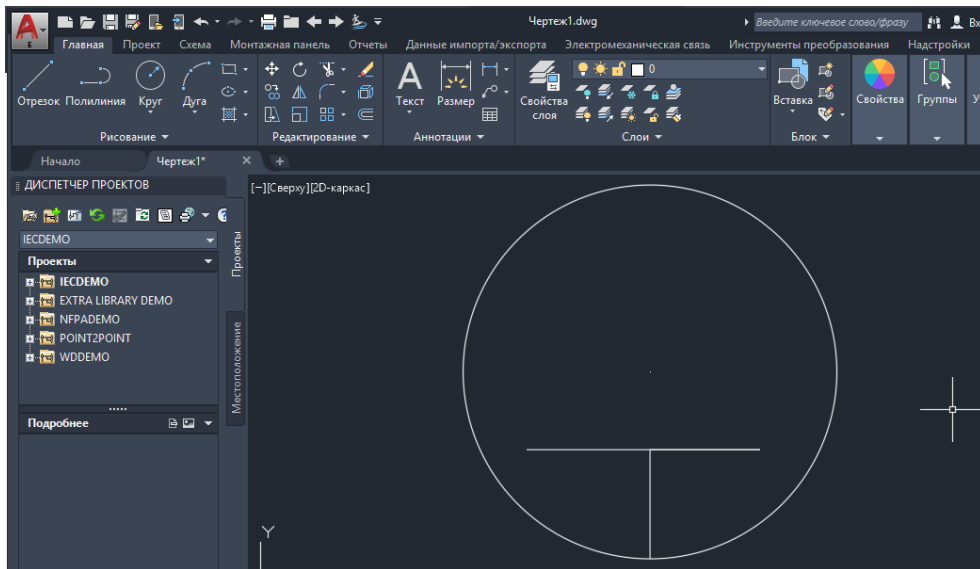 A
E
Чертеж1.dwg
Введите ключевое слово/фразу
Главная Проект Схема Монтажная панель Отчеты Данные импорта/экспорта Электромеханическая связь Инструменты преобразования Надстройки
Отрезок Полилиния Круг Дуга
Рисование
Редактирование
A
Текст Размер
Аннотации
Свойства
слоя
0
Слои
Вставка
Блок
Свойства
Группы
Начало
Чертеж1*
ДИСПЕТЧЕР ПРОЕКТОВ
IECDEMO
Проекты
IECDEMO
EXTRA LIBRARY DEMO
NFPADEMO
POINT2POINT
WDDEMO
Подробнее
Проекты
Местоположение
[−][Сверху][2D-каркас]
Y